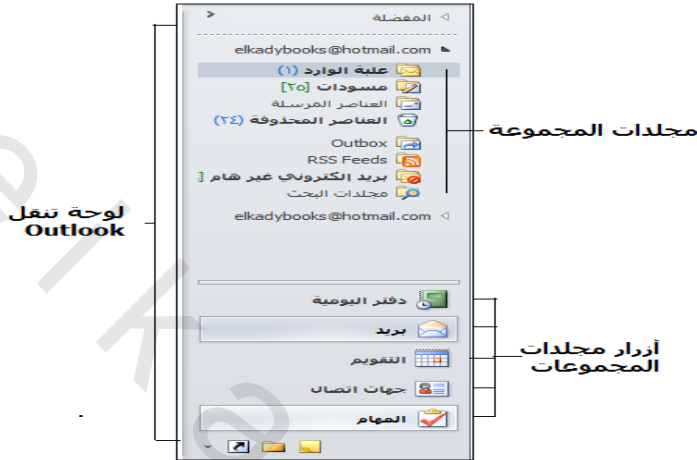 المفضلة
elkadybooks@hotmail.com
علبة الوارد (١)
مسودات [٢٥]
العناصر المرسلة
العناصر المحذوفة (٢٤)
Outbox
RSS Feeds
بريد الكتروني غير هام [
مجلدات البحث
elkadybooks@hotmail.com
مجلدات المجموعة
لوحة تنقل
Outlook
دفتر اليومية
بريد
التقويم
جهات اتصال
المهام
أزرار مجلدات
المجموعات
e l k a